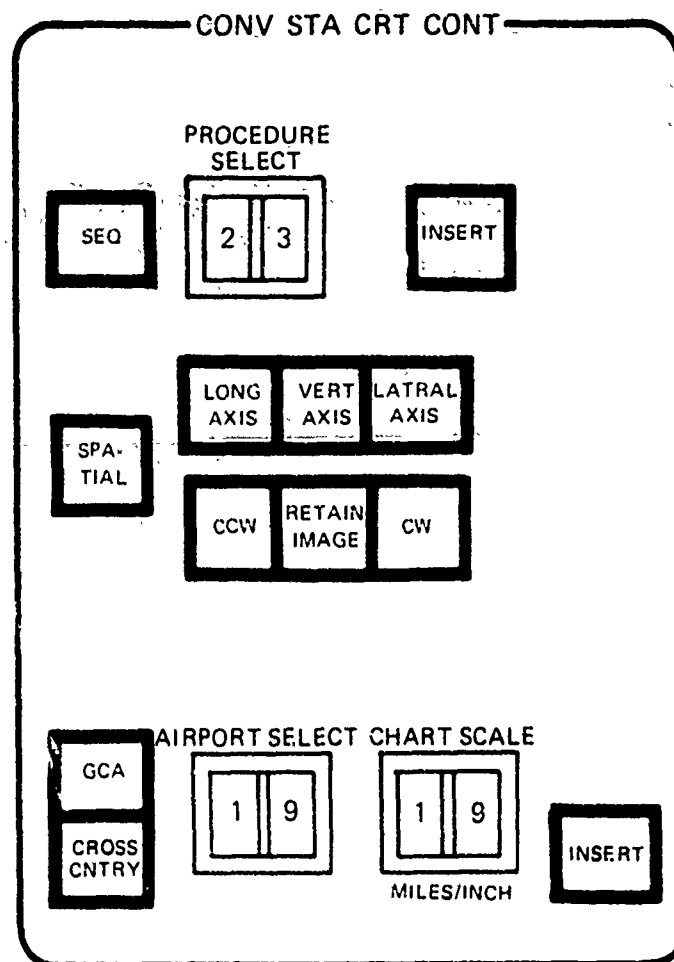 CONV STA CRT CONT
PROCEDURE
SELECT
SEQ
2 3
INSERT
LONG
AXIS
VERT
AXIS
LATRAL
AXIS
SPA-
TIAL
CCW
RETAIN
IMAGE
CW
AIRPORT SELECT
CHART SCALE
GCA
1 9
1 9
CROSS
CNTRY
INSERT
MILES/INCH